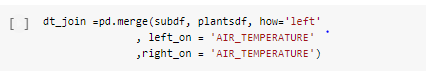 [ ] dt_join =pd.merge(subdf, plantsdf, how='left'
, left_on = 'AIR_TEMPERATURE'
,right_on = 'AIR_TEMPERATURE')